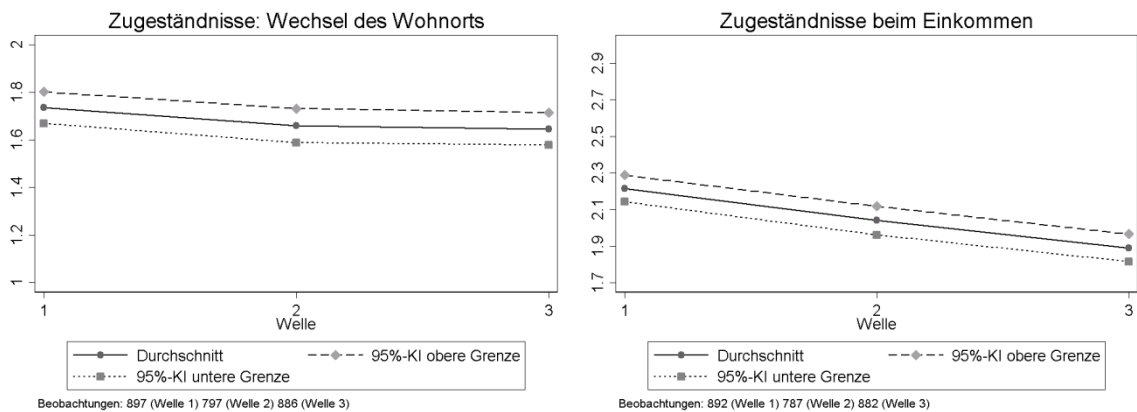 Zugeständnisse: Wechsel des Wohnorts
2
1.8
1.6
1.4
1.2
1
1 2 3
Welle
Durchschnitt 95%-KI obere Grenze
95%-KI untere Grenze
Beobachtungen: 897 (Welle 1) 797 (Welle 2) 886 (Welle 3)
Zugeständnisse beim Einkommen
2.9
2.7
2.5
2.3
2.1
1.9
1.7
1 2 3
Welle
Durchschnitt 95%-KI obere Grenze
95%-KI untere Grenze
Beobachtungen: 892 (Welle 1) 787 (Welle 2) 882 (Welle 3)